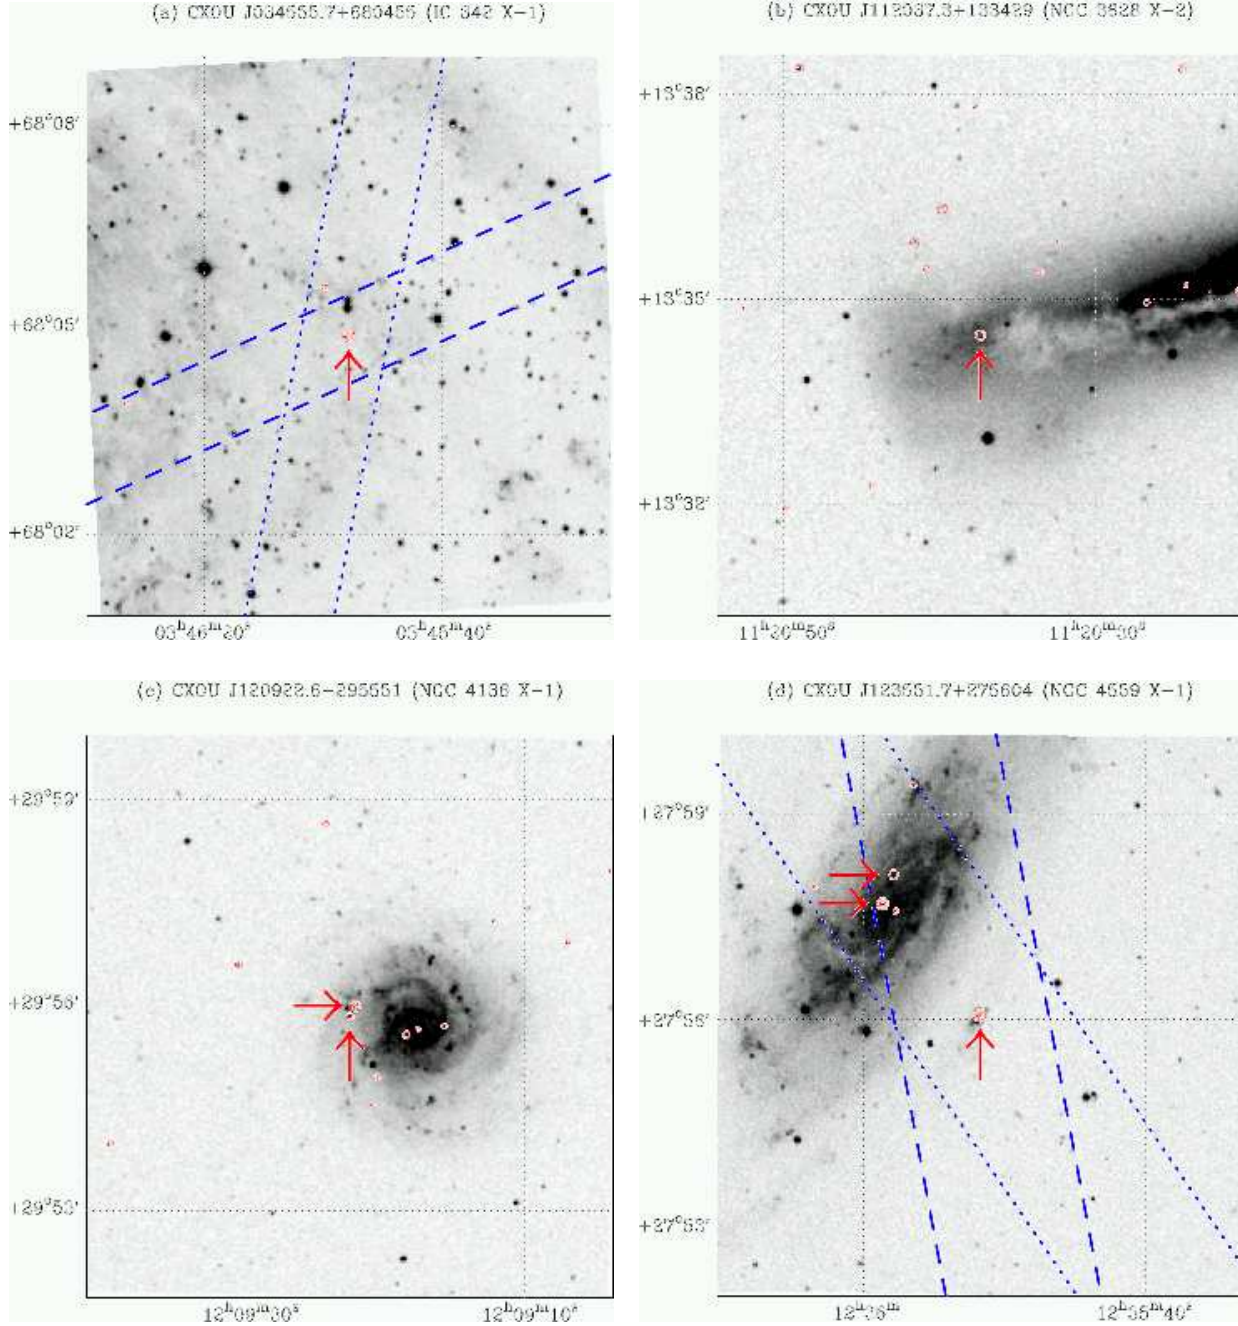 (a) CXOU J034555.7+680455 (IC 342 X-1)
+68°08′
+68°05′
+68°02′
03ʰ46ᵐ20ˢ
03ʰ45ᵐ40ˢ
(b) CXOU J112037.3+133429 (NGC 3628 X-2)
+13°38′
+13°35′
+13°32′
11ʰ20ᵐ50ˢ
11ʰ20ᵐ30ˢ
(c) CXOU J120922.6-295551 (NGC 4136 X-1)
+29°59′
+29°56′
+29°53′
12ʰ09ᵐ30ˢ
12ʰ09ᵐ10ˢ
(d) CXOU J123551.7+275604 (NGC 4559 X-1)
+27°59′
+27°56′
+27°53′
12ʰ36ᵐ
12ʰ35ᵐ40ˢ